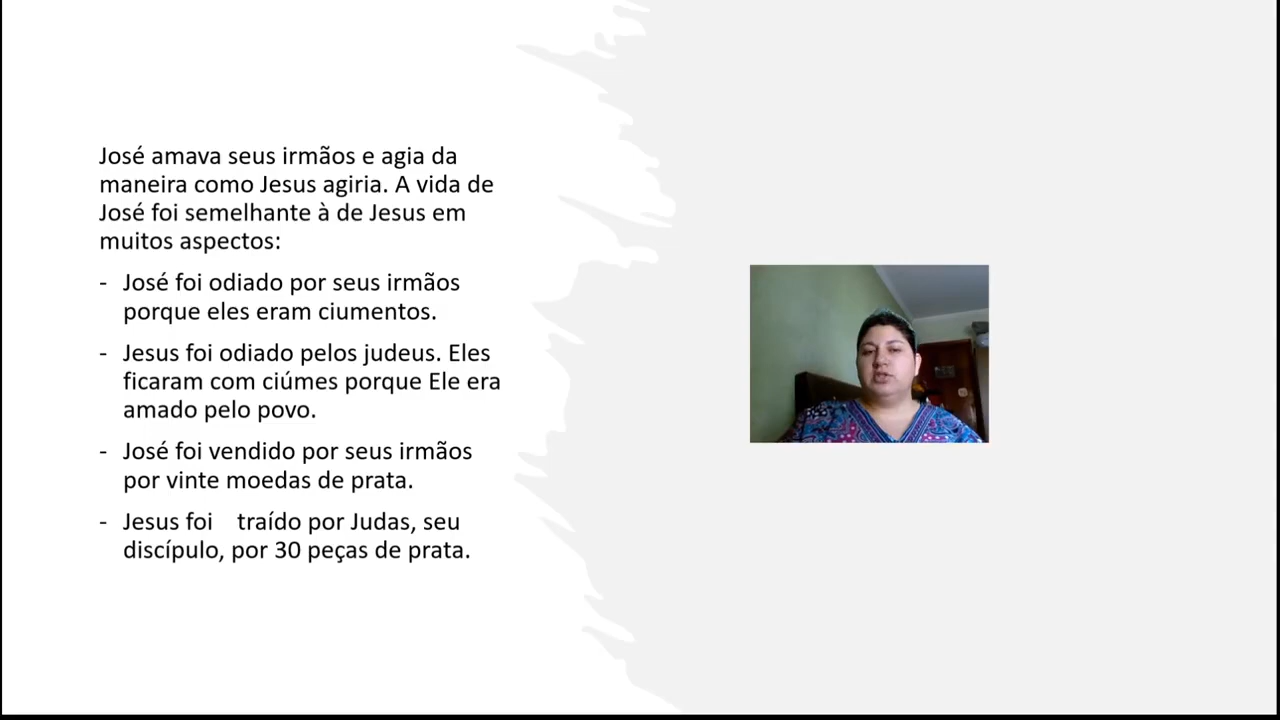 José amava seus irmãos e agia da
maneira como Jesus agiria. A vida de
José foi semelhante à de Jesus em
muitos aspectos:
- José foi odiado por seus irmãos
porque eles eram ciumentos.
- Jesus foi odiado pelos judeus. Eles
ficaram com ciúmes porque Ele era
amado pelo povo.
- José foi vendido por seus irmãos
por vinte moedas de prata.
- Jesus foi traído por Judas, seu
discípulo, por 30 peças de prata.